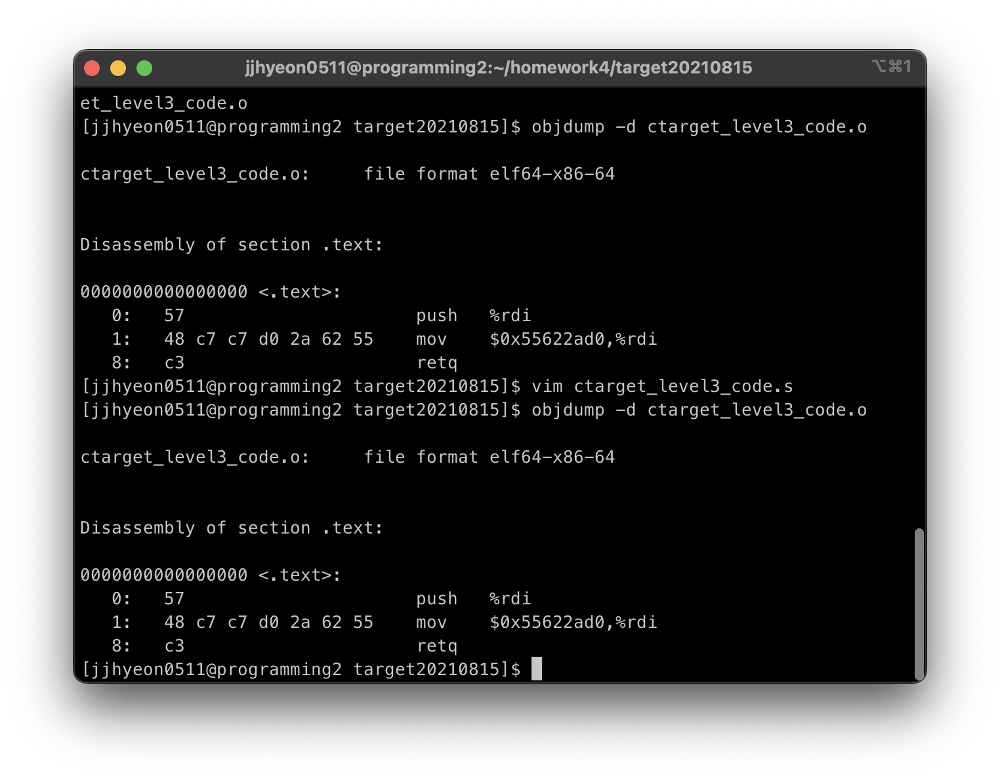 jjhyeon0511@programming2:~/homework4/target20210815 ⌥⌘1
et_level3_code.o
[jjhyeon0511@programming2 target20210815]$ objdump -d ctarget_level3_code.o
ctarget_level3_code.o:     file format elf64-x86-64
Disassembly of section .text:
0000000000000000 <.text>:
   0:   57                      push   %rdi
   1:   48 c7 c7 d0 2a 62 55    mov    $0x55622ad0,%rdi
   8:   c3                      retq
[jjhyeon0511@programming2 target20210815]$ vim ctarget_level3_code.s
[jjhyeon0511@programming2 target20210815]$ objdump -d ctarget_level3_code.o
ctarget_level3_code.o:     file format elf64-x86-64
Disassembly of section .text:
0000000000000000 <.text>:
   0:   57                      push   %rdi
   1:   48 c7 c7 d0 2a 62 55    mov    $0x55622ad0,%rdi
   8:   c3                      retq
[jjhyeon0511@programming2 target20210815]$